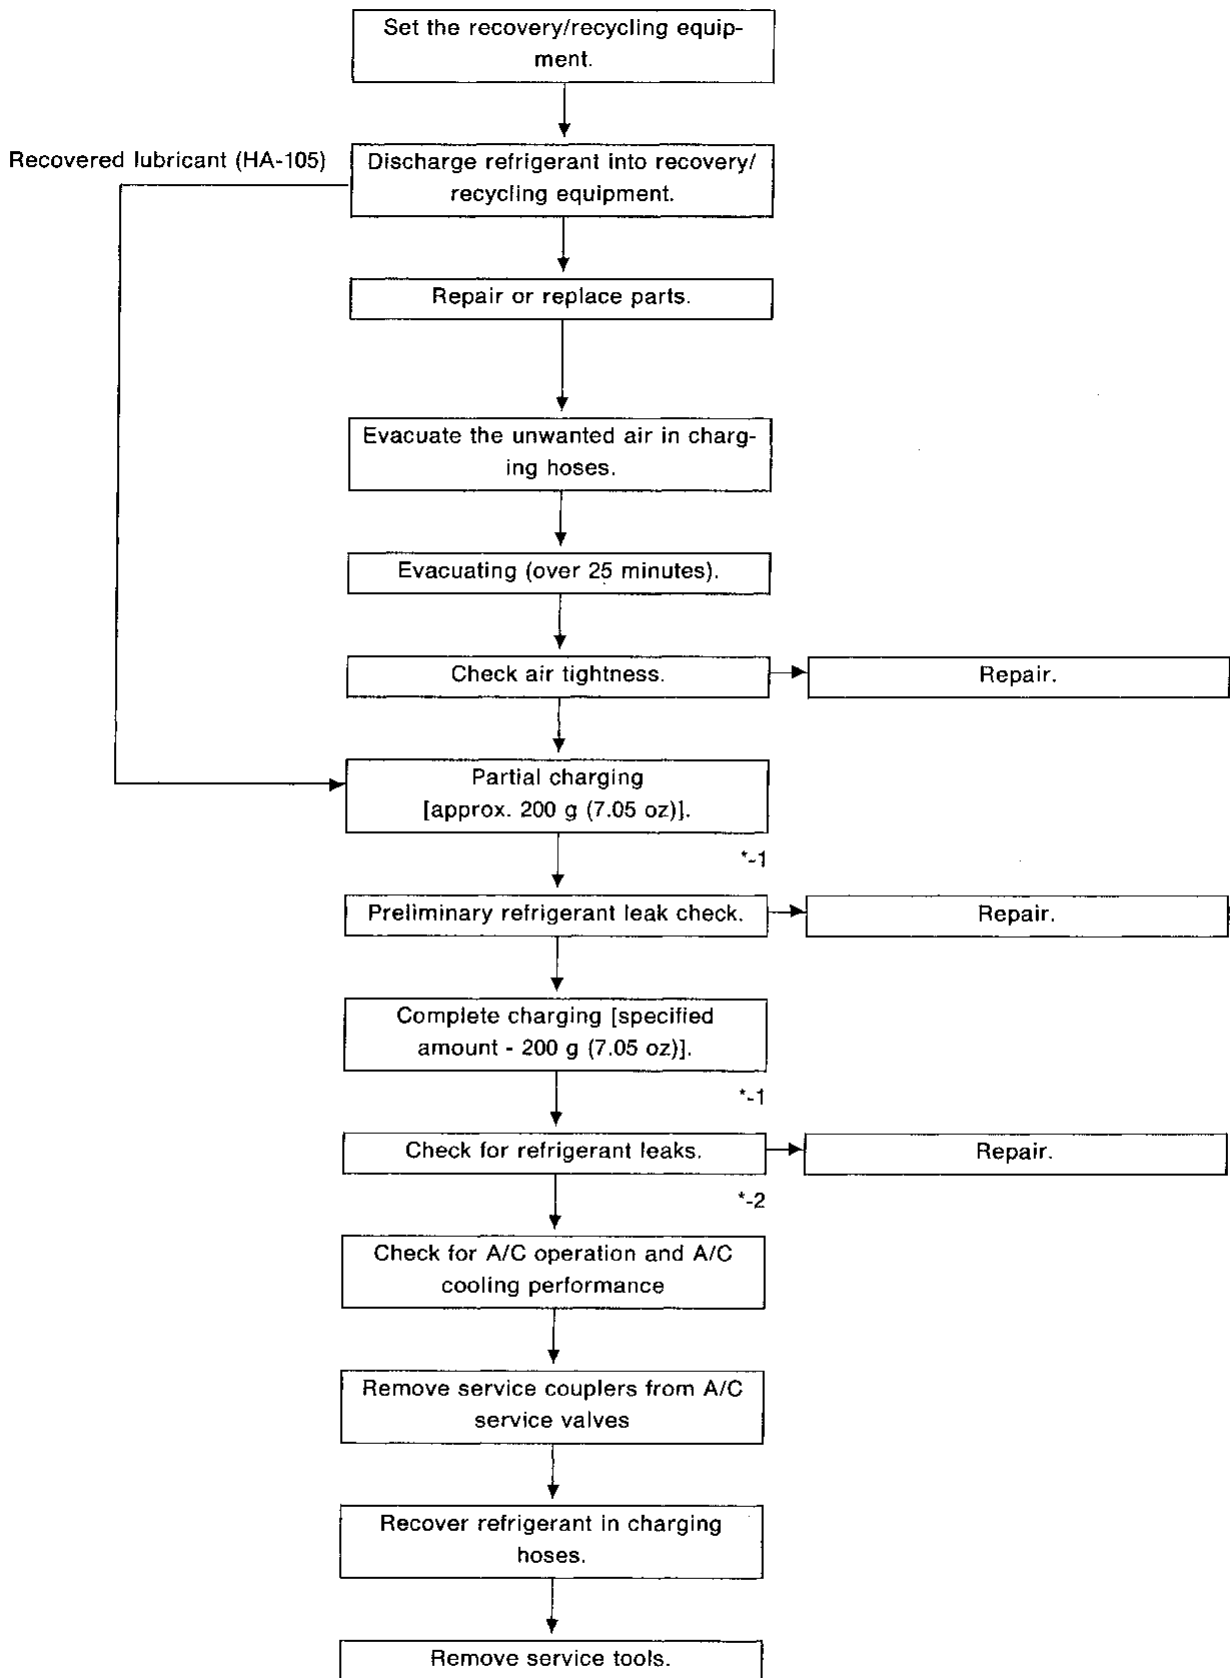 Set the recovery/recycling equip-
ment.
Recovered lubricant (HA-105)
Discharge refrigerant into recovery/
recycling equipment.
Repair or replace parts.
Evacuate the unwanted air in charg-
ing hoses.
Evacuating (over 25 minutes).
Check air tightness.
Repair.
Partial charging
[approx. 200 g (7.05 oz)].
*-1
Preliminary refrigerant leak check.
Repair.
Complete charging [specified
amount - 200 g (7.05 oz)].
*-1
Check for refrigerant leaks.
Repair.
*-2
Check for A/C operation and A/C
cooling performance
Remove service couplers from A/C
service valves
Recover refrigerant in charging
hoses.
Remove service tools.